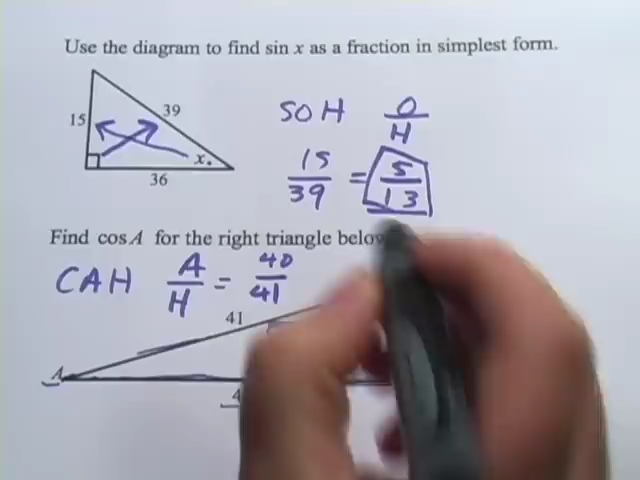 Use the diagram to find sin x as a fraction in simplest form.
15
39
x.
36
SOH O/H
15/39 = 5/13
Find cos A for the right triangle
CAH A/H = 40/41
41
A
4